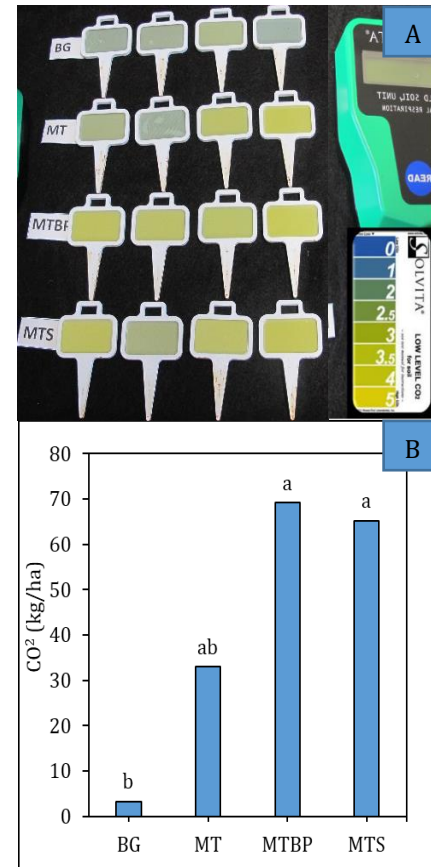 A
BG
MT
MTBP
MTS
SOIL UNIT
RESPIRATION
READ
SOLVITA®
LOW LEVEL CO₂
for soil
0
1
2
2.5
3
3.5
4
5
B
CO² (kg/ha)
80
70
60
50
40
30
20
10
0
b
ab
a
a
BG
MT
MTBP
MTS